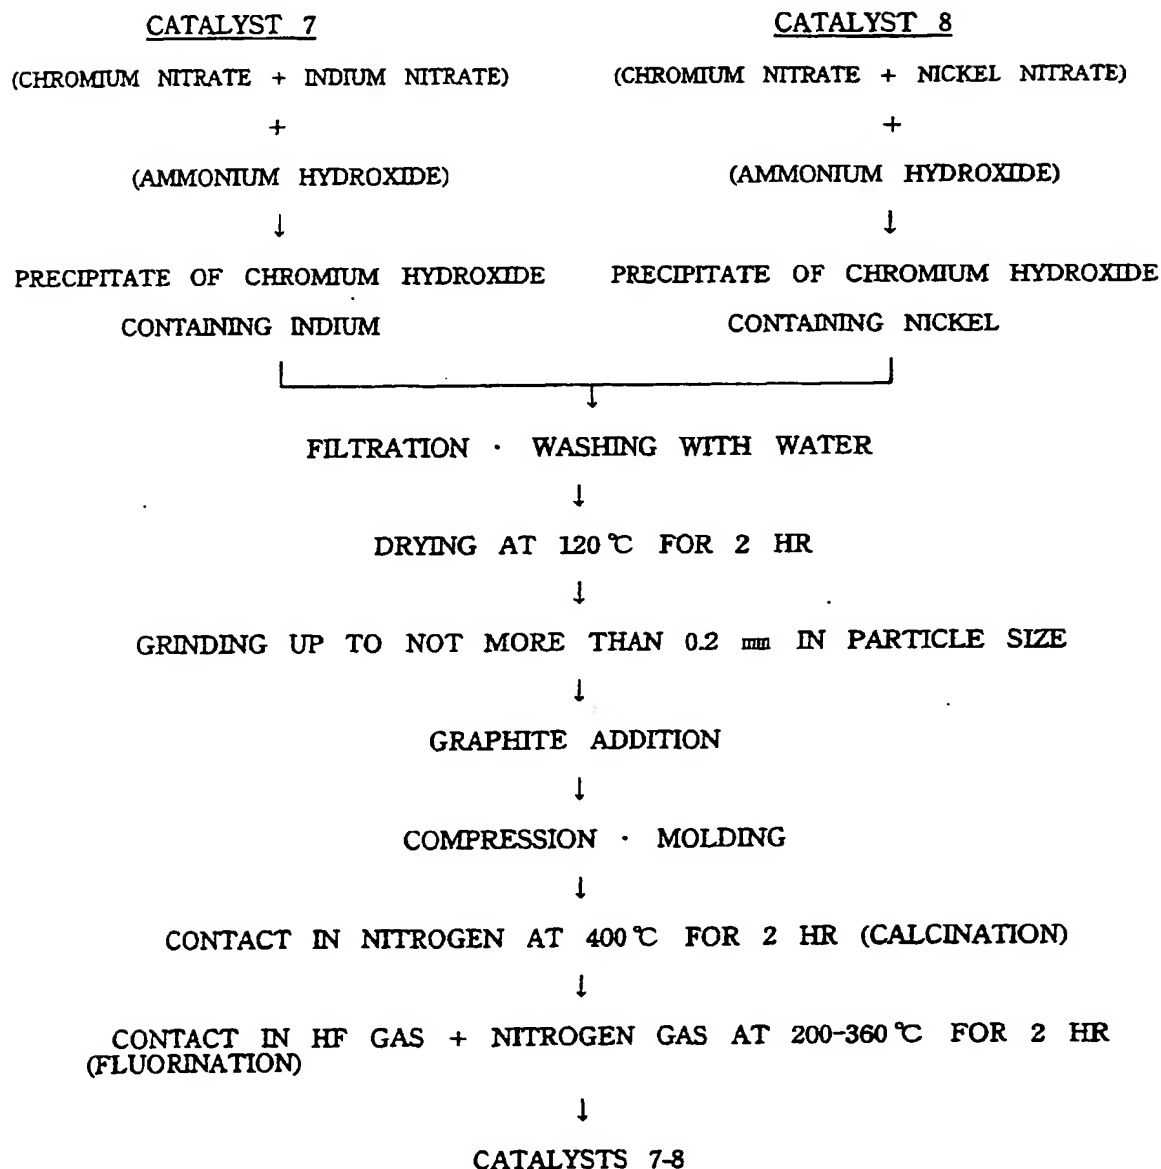 CATALYST 7
(CHROMIUM NITRATE + INDIUM NITRATE)
+
(AMMONIUM HYDROXIDE)
↓
PRECIPITATE OF CHROMIUM HYDROXIDE
CONTAINING INDIUM
CATALYST 8
(CHROMIUM NITRATE + NICKEL NITRATE)
+
(AMMONIUM HYDROXIDE)
↓
PRECIPITATE OF CHROMIUM HYDROXIDE
CONTAINING NICKEL
↓
FILTRATION · WASHING WITH WATER
↓
DRYING AT 120℃ FOR 2 HR
↓
GRINDING UP TO NOT MORE THAN 0.2 ㎜ IN PARTICLE SIZE
↓
GRAPHITE ADDITION
↓
COMPRESSION · MOLDING
↓
CONTACT IN NITROGEN AT 400℃ FOR 2 HR (CALCINATION)
↓
CONTACT IN HF GAS + NITROGEN GAS AT 200-360℃ FOR 2 HR
(FLUORINATION)
↓
CATALYSTS 7-8